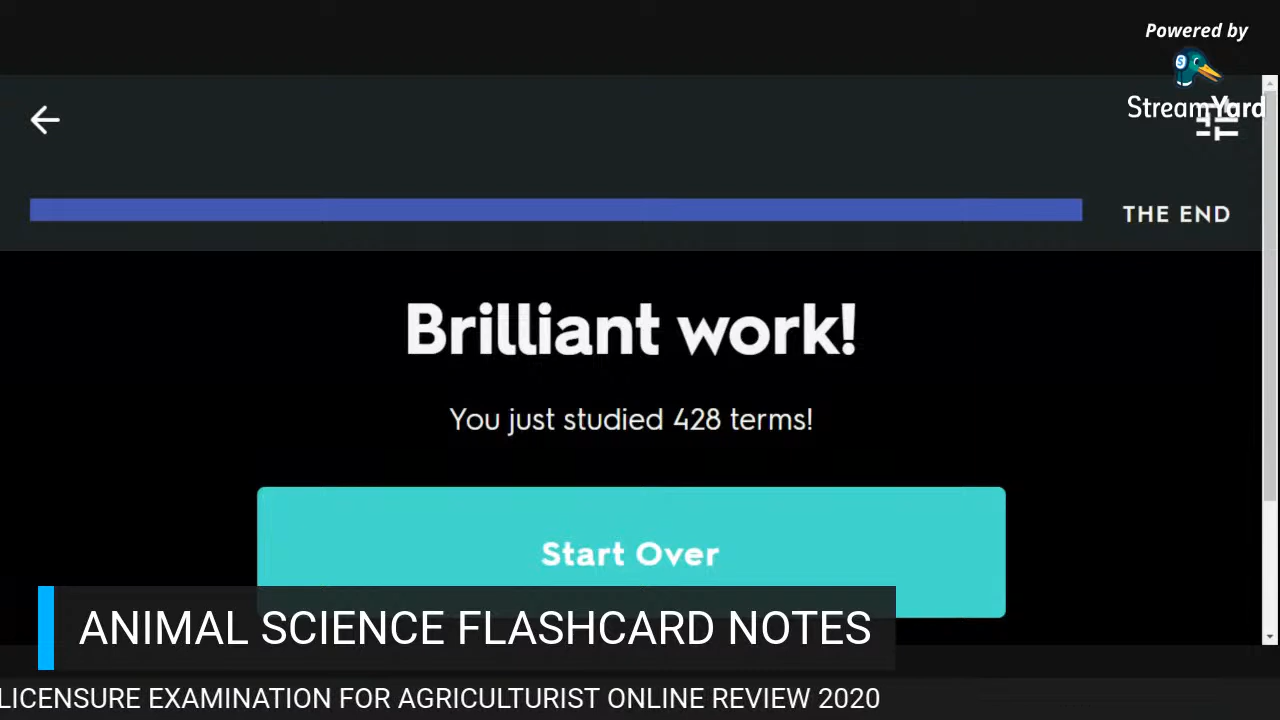 Powered by
StreamYard
THE END
Brilliant work!
You just studied 428 terms!
Start Over
ANIMAL SCIENCE FLASHCARD NOTES
LICENSURE EXAMINATION FOR AGRICULTURIST ONLINE REVIEW 2020